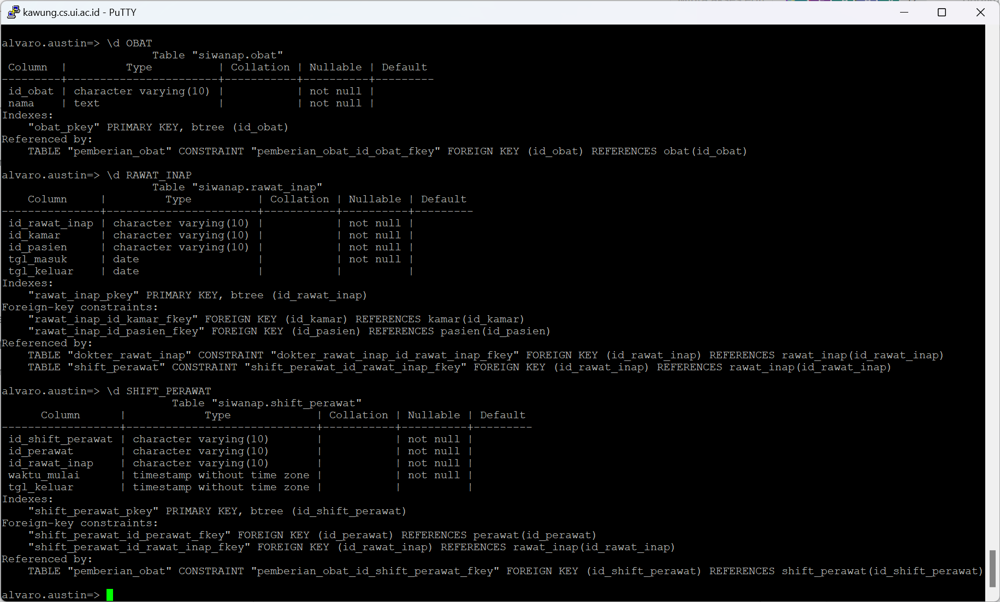 kawung.cs.ui.ac.id - PuTTY
alvaro.austin=> \d OBAT
                       Table "siwanap.obat"
 Column  |         Type          | Collation | Nullable | Default
---------+-----------------------+-----------+----------+---------
 id_obat | character varying(10) |           | not null |
 nama    | text                  |           | not null |
Indexes:
    "obat_pkey" PRIMARY KEY, btree (id_obat)
Referenced by:
    TABLE "pemberian_obat" CONSTRAINT "pemberian_obat_id_obat_fkey" FOREIGN KEY (id_obat) REFERENCES obat(id_obat)
alvaro.austin=> \d RAWAT_INAP
                       Table "siwanap.rawat_inap"
    Column     |         Type          | Collation | Nullable | Default
---------------+-----------------------+-----------+----------+---------
 id_rawat_inap | character varying(10) |           | not null |
 id_kamar      | character varying(10) |           | not null |
 id_pasien     | character varying(10) |           | not null |
 tgl_masuk     | date                  |           | not null |
 tgl_keluar    | date                  |           |          |
Indexes:
    "rawat_inap_pkey" PRIMARY KEY, btree (id_rawat_inap)
Foreign-key constraints:
    "rawat_inap_id_kamar_fkey" FOREIGN KEY (id_kamar) REFERENCES kamar(id_kamar)
    "rawat_inap_id_pasien_fkey" FOREIGN KEY (id_pasien) REFERENCES pasien(id_pasien)
Referenced by:
    TABLE "dokter_rawat_inap" CONSTRAINT "dokter_rawat_inap_id_rawat_inap_fkey" FOREIGN KEY (id_rawat_inap) REFERENCES rawat_inap(id_rawat_inap)
    TABLE "shift_perawat" CONSTRAINT "shift_perawat_id_rawat_inap_fkey" FOREIGN KEY (id_rawat_inap) REFERENCES rawat_inap(id_rawat_inap)
alvaro.austin=> \d SHIFT_PERAWAT
                          Table "siwanap.shift_perawat"
      Column      |            Type             | Collation | Nullable | Default
------------------+-----------------------------+-----------+----------+---------
 id_shift_perawat | character varying(10)       |           | not null |
 id_perawat       | character varying(10)       |           | not null |
 id_rawat_inap    | character varying(10)       |           | not null |
 waktu_mulai      | timestamp without time zone |           | not null |
 tgl_keluar       | timestamp without time zone |           |          |
Indexes:
    "shift_perawat_pkey" PRIMARY KEY, btree (id_shift_perawat)
Foreign-key constraints:
    "shift_perawat_id_perawat_fkey" FOREIGN KEY (id_perawat) REFERENCES perawat(id_perawat)
    "shift_perawat_id_rawat_inap_fkey" FOREIGN KEY (id_rawat_inap) REFERENCES rawat_inap(id_rawat_inap)
Referenced by:
    TABLE "pemberian_obat" CONSTRAINT "pemberian_obat_id_shift_perawat_fkey" FOREIGN KEY (id_shift_perawat) REFERENCES shift_perawat(id_shift_perawat)
alvaro.austin=>